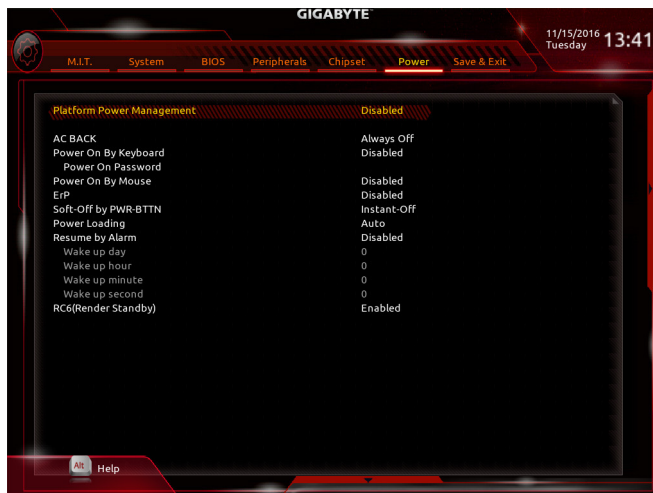 GIGABYTE™
11/15/2016 13:41
Tuesday
M.I.T. System BIOS Peripherals Chipset Power Save & Exit
Platform Power Management Disabled
AC BACK Always Off
Power On By Keyboard Disabled
Power On Password
Power On By Mouse Disabled
ErP Disabled
Soft-Off by PWR-BTTN Instant-Off
Power Loading Auto
Resume by Alarm Disabled
Wake up day 0
Wake up hour 0
Wake up minute 0
Wake up second 0
RC6(Render Standby) Enabled
Alt Help